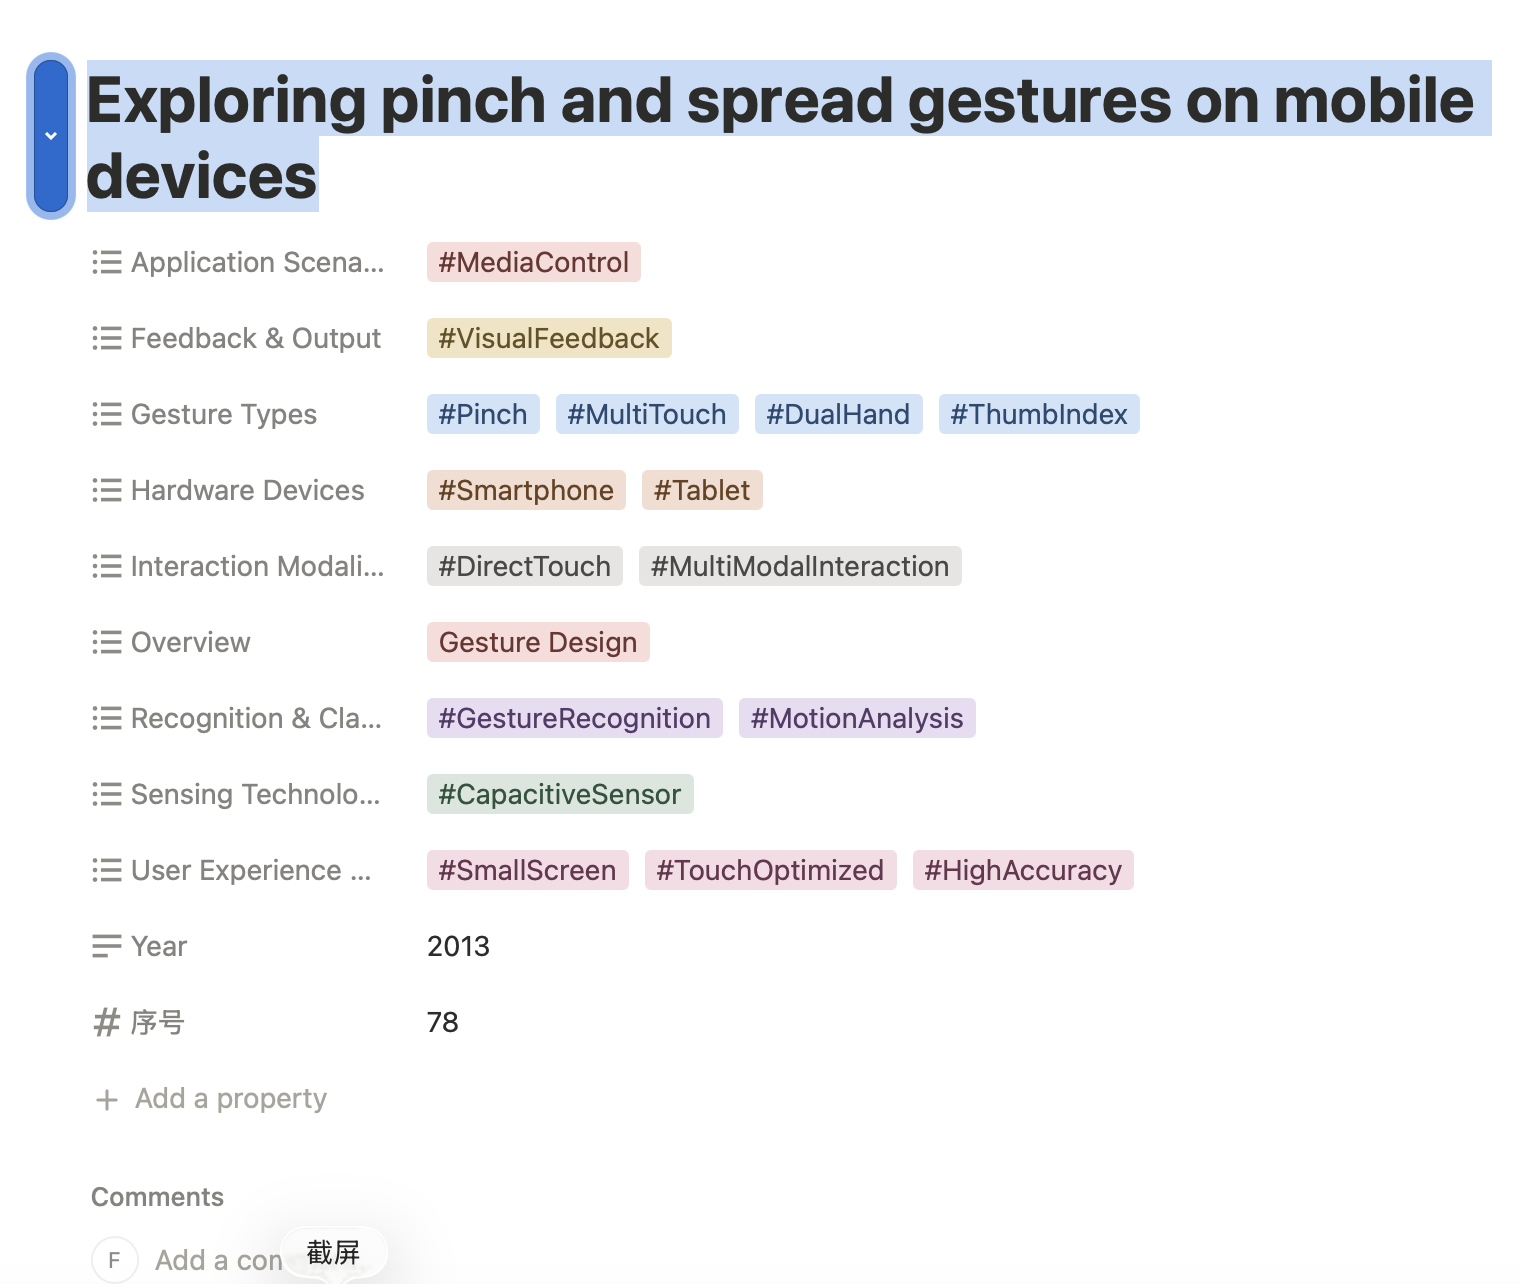 Exploring pinch and spread gestures on mobile
devices
Application Scena... #MediaControl
Feedback & Output #VisualFeedback
Gesture Types #Pinch #MultiTouch #DualHand #ThumbIndex
Hardware Devices #Smartphone #Tablet
Interaction Modali... #DirectTouch #MultiModalInteraction
Overview Gesture Design
Recognition & Cla... #GestureRecognition #MotionAnalysis
Sensing Technolo... #CapacitiveSensor
User Experience ... #SmallScreen #TouchOptimized #HighAccuracy
Year 2013
序号 78
Add a property
Comments
F Add a
截屏